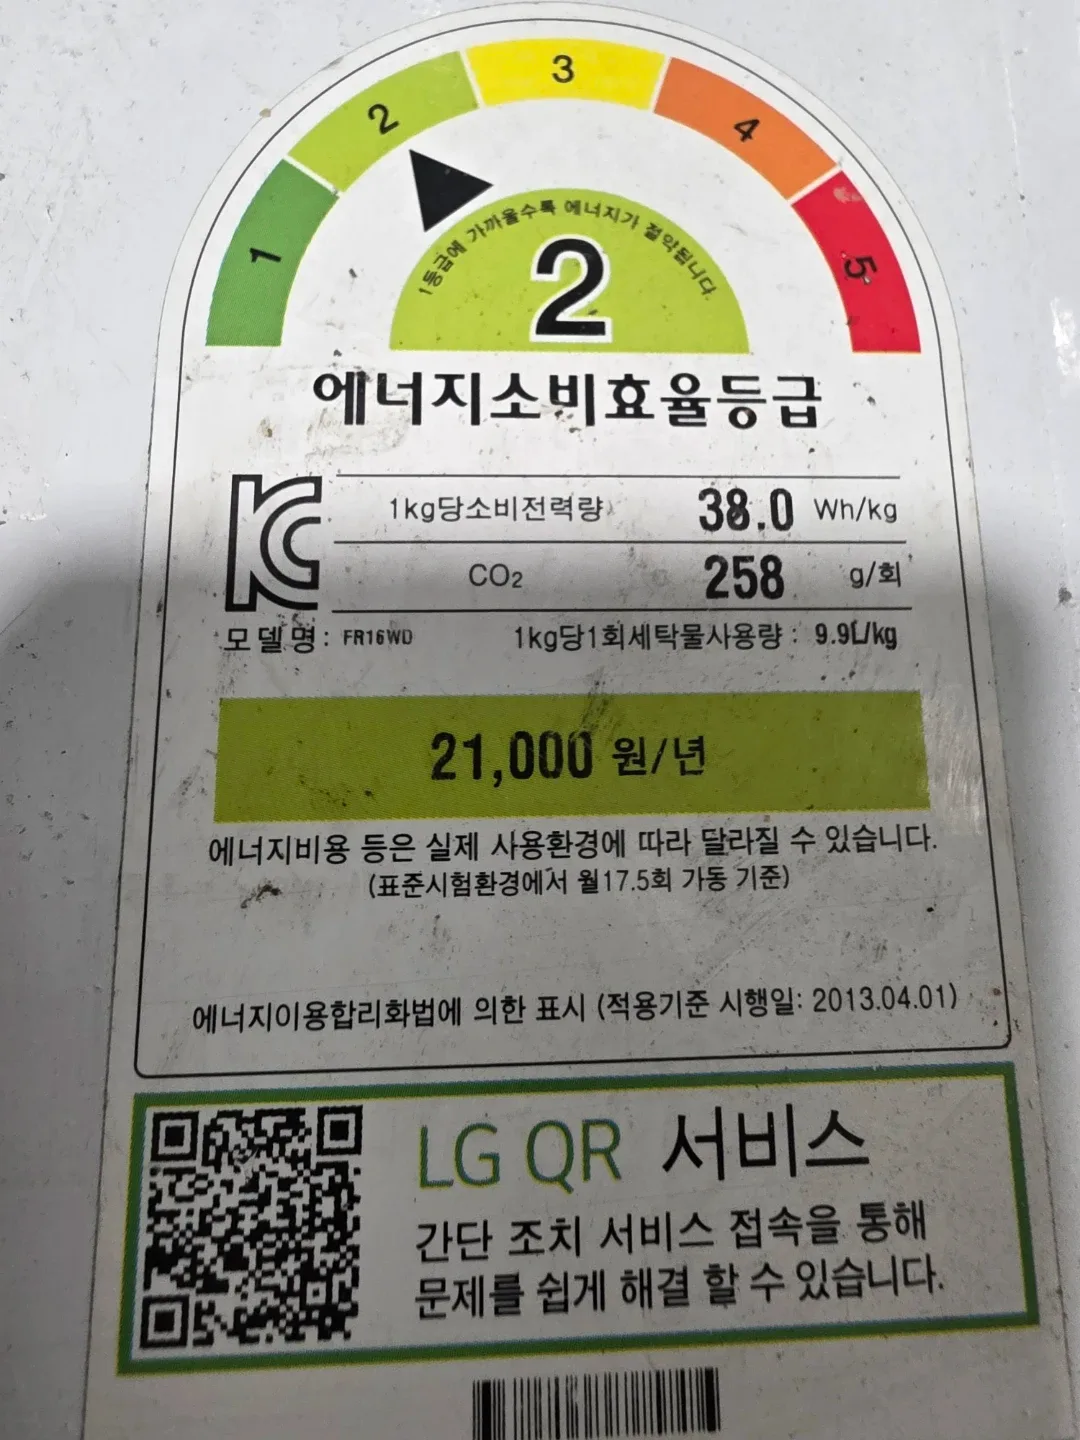 1
2
3
4
5
1등급에 가까울수록 에너지가 절약됩니다.
2
에너지소비효율등급
KC
1kg당소비전력량 38.0 Wh/kg
CO₂ 258 g/회
모델명: FR16WD 1kg당1회세탁물사용량 : 9.9L/kg
21,000 원/년
에너지비용 등은 실제 사용환경에 따라 달라질 수 있습니다.
(표준시험환경에서 월17.5회 가동 기준)
에너지이용합리화법에 의한 표시 (적용기준 시행일: 2013.04.01)
LG QR 서비스
간단 조치 서비스 접속을 통해
문제를 쉽게 해결 할 수 있습니다.